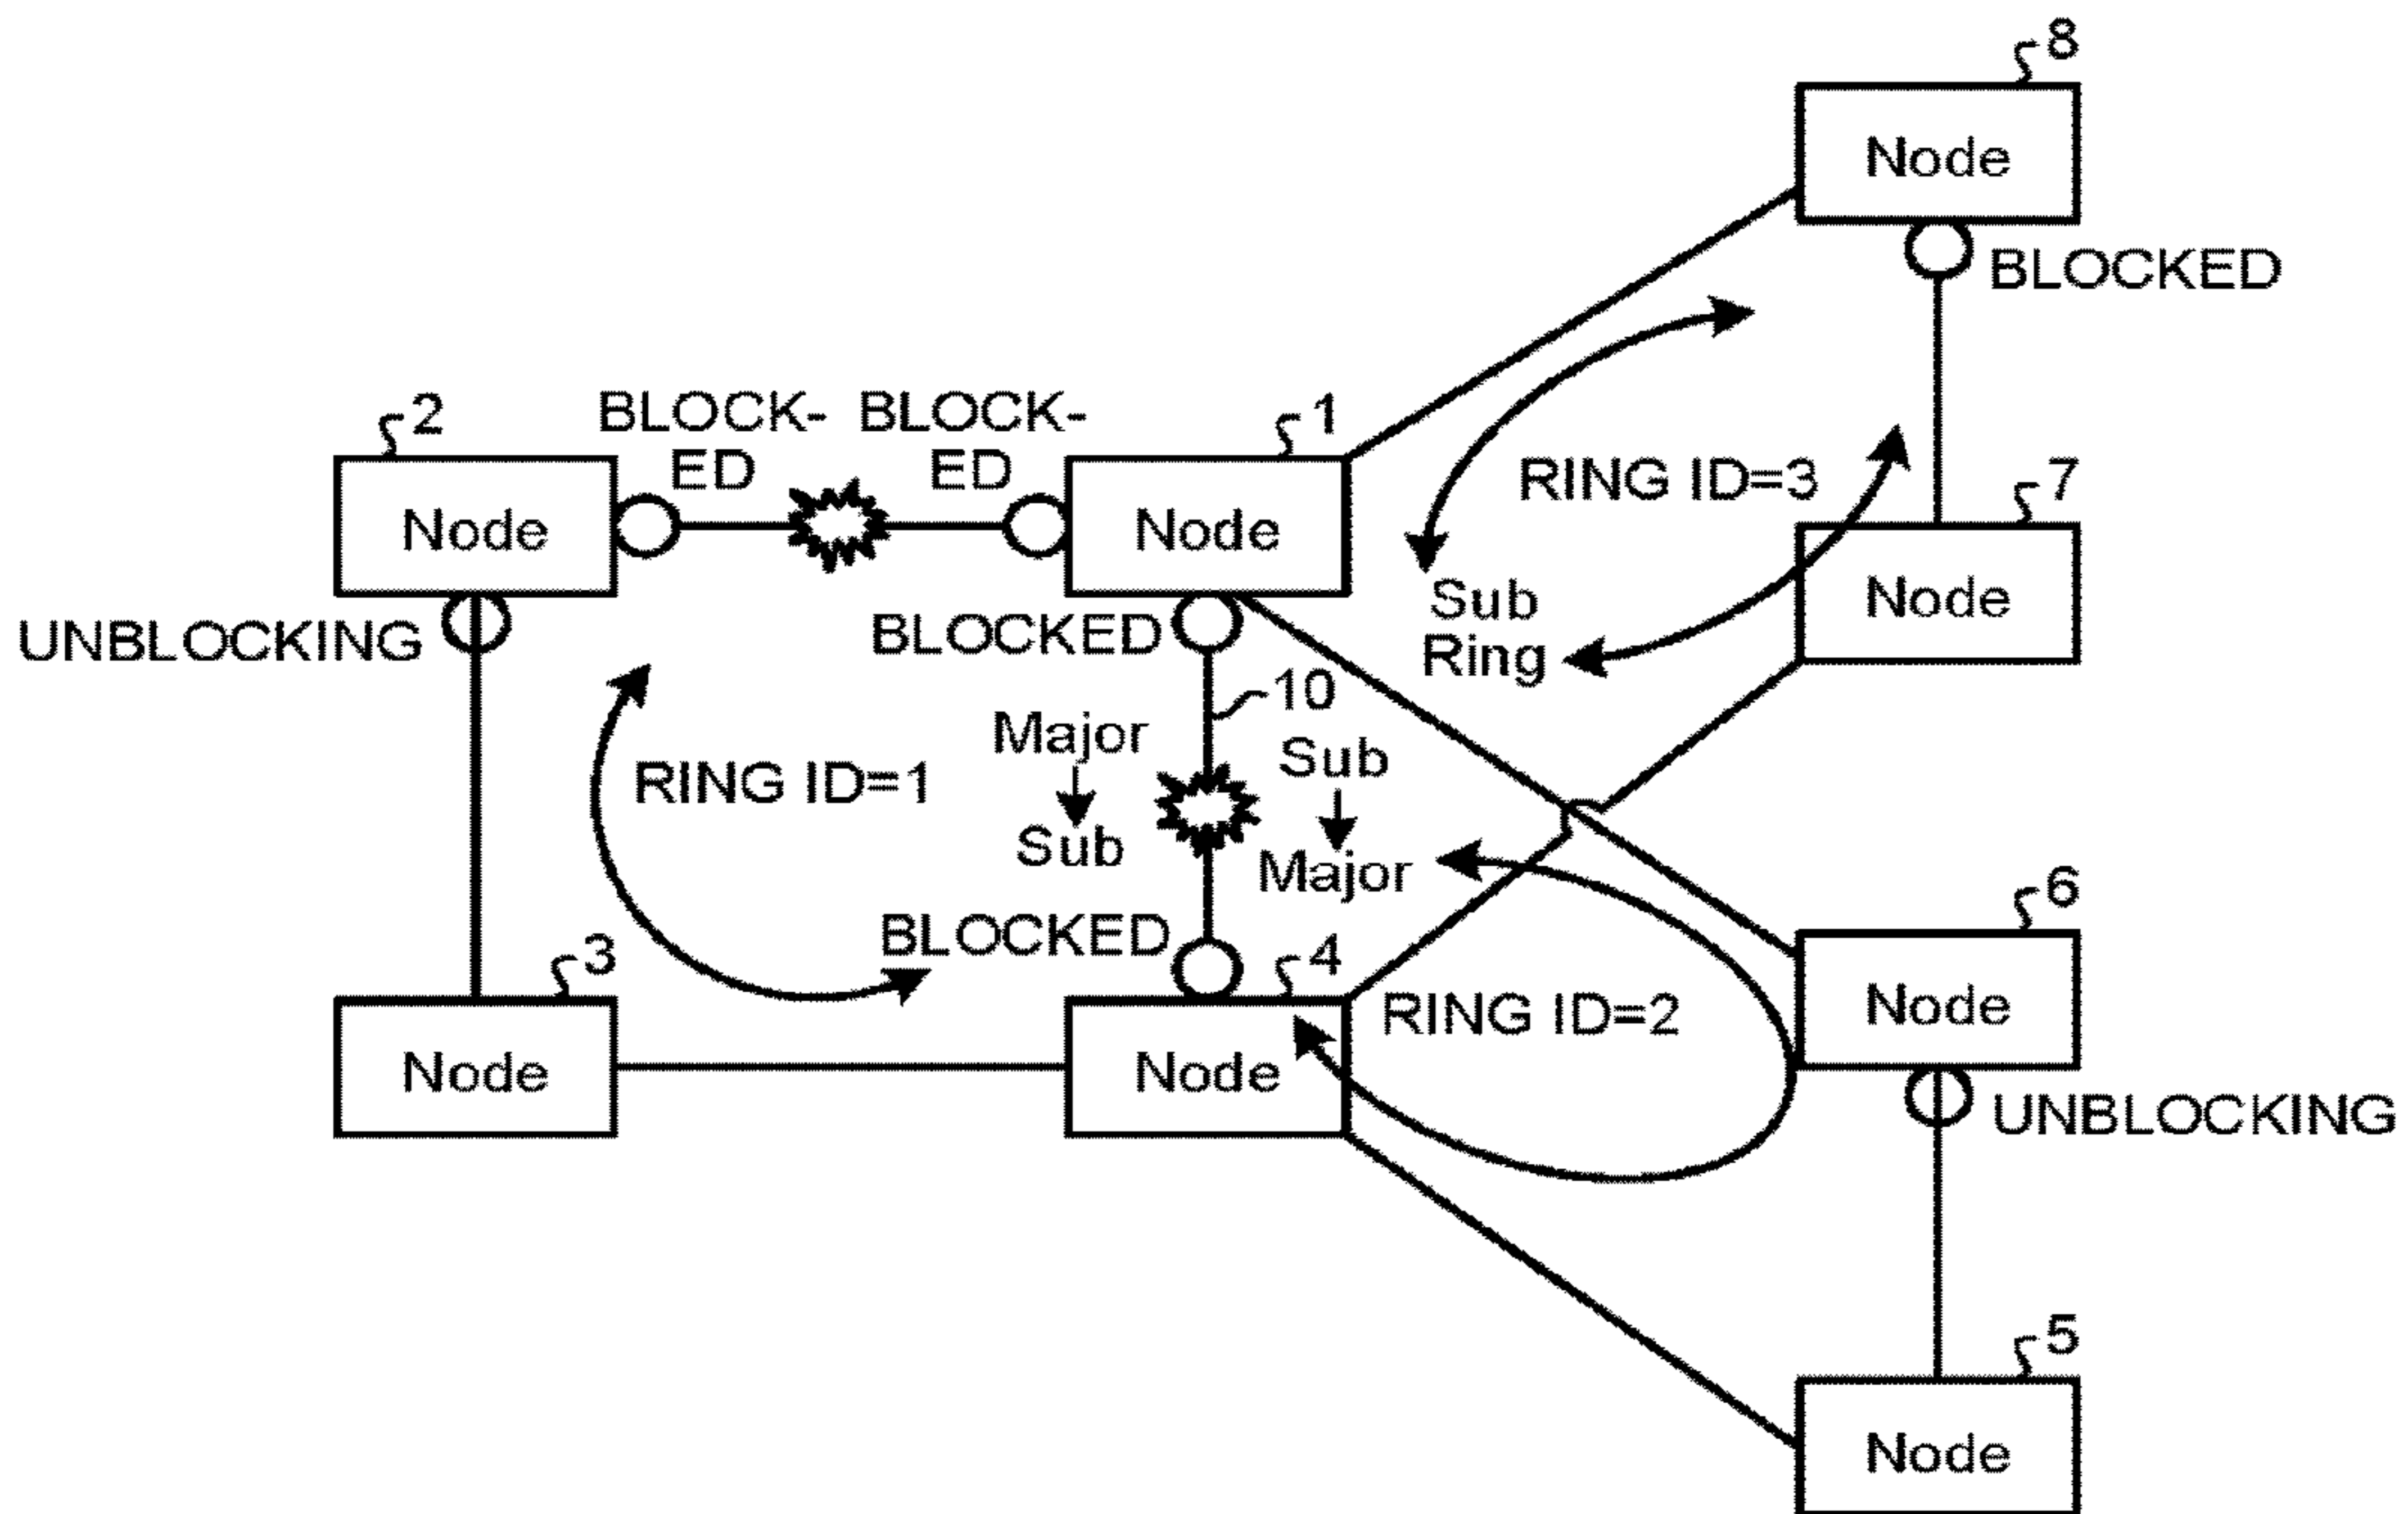 8
Node
BLOCKED
2
BLOCK-
ED
BLOCK-
ED
1
RING ID=3
7
Node
Node
Node
UNBLOCKING
BLOCKED
Sub
Ring
10
Major
Sub
RING ID=1
Sub
Major
6
BLOCKED
3
4
RING ID=2
Node
Node
Node
UNBLOCKING
5
Node